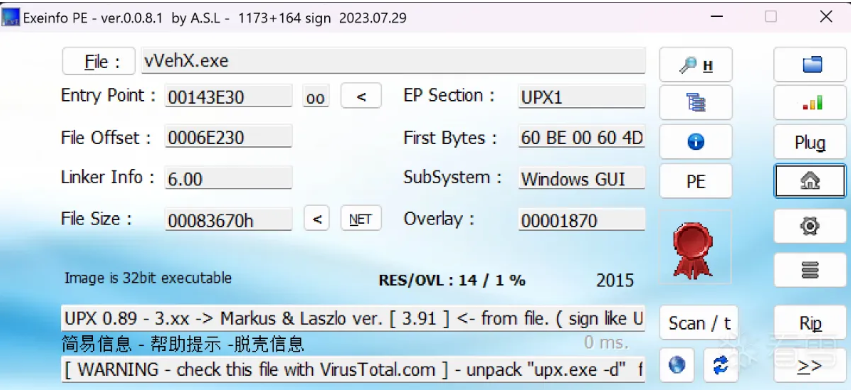 Exeinfo PE - ver.0.0.8.1 by A.S.L - 1173+164 sign 2023.07.29
File : vVehX.exe H
Entry Point : 00143E30 oo < EP Section : UPX1
File Offset : 0006E230 First Bytes : 60 BE 00 60 4D Plug
Linker Info : 6.00 SubSystem : Windows GUI PE
File Size : 00083670h < NET Overlay : 00001870
Image is 32bit executable RES/OVL : 14 / 1 % 2015
UPX 0.89 - 3.xx -> Markus & Laszlo ver. [ 3.91 ] <- from file. ( sign like U Scan / t Rip
简易信息 - 帮助提示 -脱壳信息 0 ms. 看雪
[ WARNING - check this file with VirusTotal.com ] - unpack "upx.exe -d" f >>